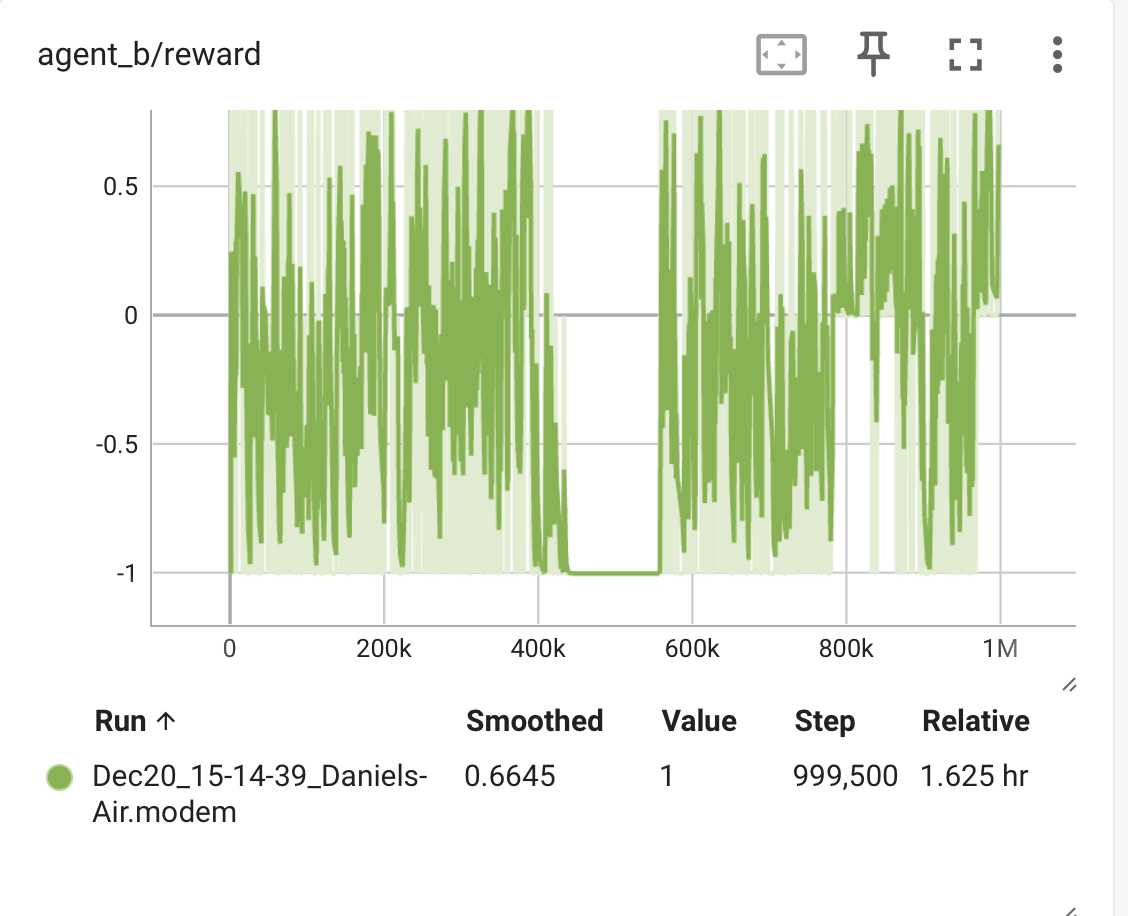 agent_b/reward
0.5
0
-0.5
-1
0 200k 400k 600k 800k 1M
Run ↑ Smoothed Value Step Relative
Dec20_15-14-39_Daniels- 0.6645 1 999,500 1.625 hr
Air.modem